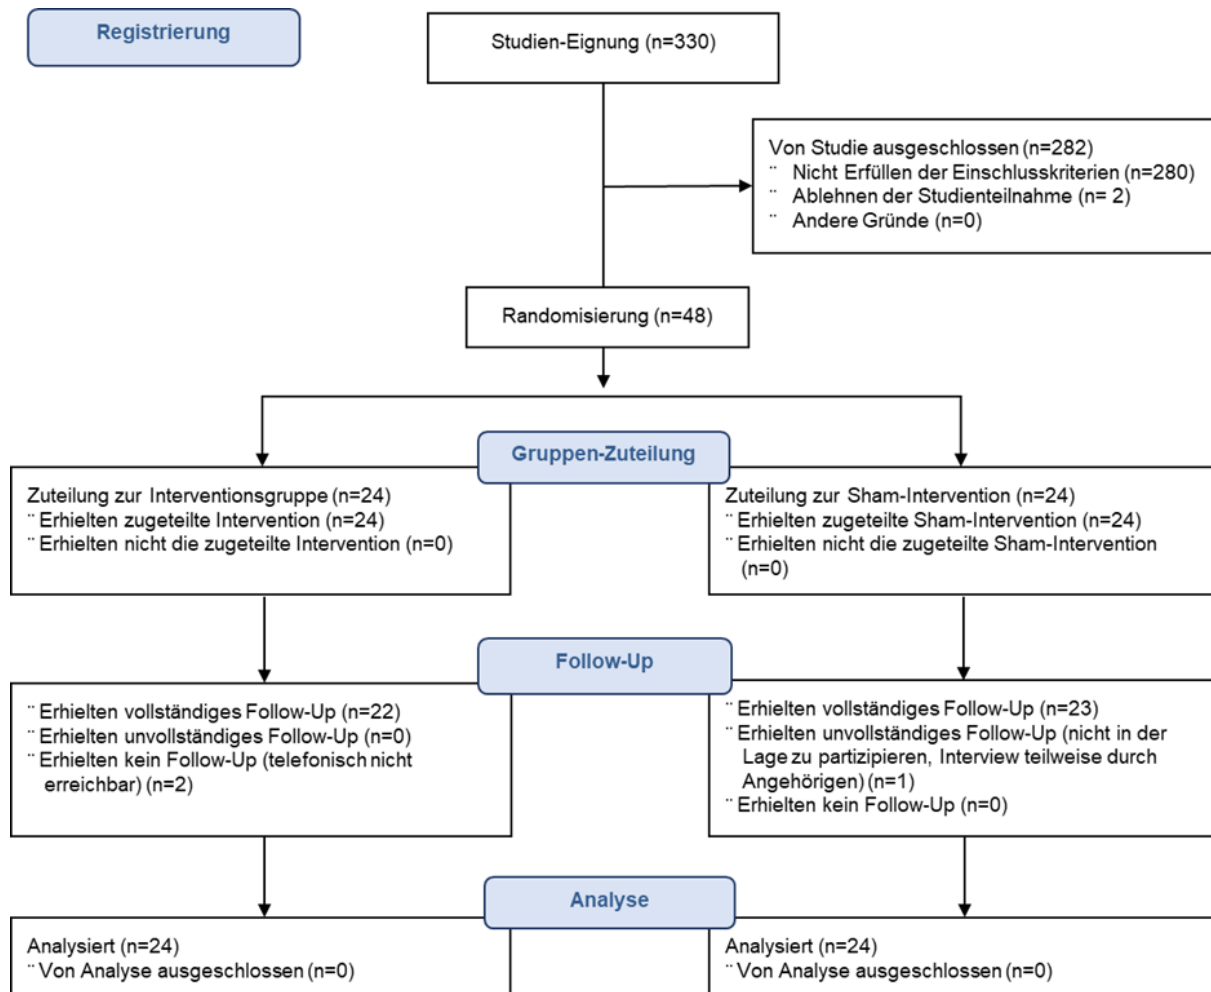 Registrierung
Studien-Eignung (n=330)
Von Studie ausgeschlossen (n=282)
¨ Nicht Erfüllen der Einschlusskriterien (n=280)
¨ Ablehnen der Studienteilnahme (n= 2)
¨ Andere Gründe (n=0)
Randomisierung (n=48)
Gruppen-Zuteilung
Zuteilung zur Interventionsgruppe (n=24)
¨ Erhielten zugeteilte Intervention (n=24)
¨ Erhielten nicht die zugeteilte Intervention (n=0)
Zuteilung zur Sham-Intervention (n=24)
¨ Erhielten zugeteilte Sham-Intervention (n=24)
¨ Erhielten nicht die zugeteilte Sham-Intervention
(n=0)
Follow-Up
¨ Erhielten vollständiges Follow-Up (n=22)
¨ Erhielten unvollständiges Follow-Up (n=0)
¨ Erhielten kein Follow-Up (telefonisch nicht
erreichbar) (n=2)
¨ Erhielten vollständiges Follow-Up (n=23)
¨ Erhielten unvollständiges Follow-Up (nicht in der
Lage zu partizipieren, Interview teilweise durch
Angehörigen) (n=1)
¨ Erhielten kein Follow-Up (n=0)
Analyse
Analysiert (n=24)
¨ Von Analyse ausgeschlossen (n=0)
Analysiert (n=24)
¨ Von Analyse ausgeschlossen (n=0)